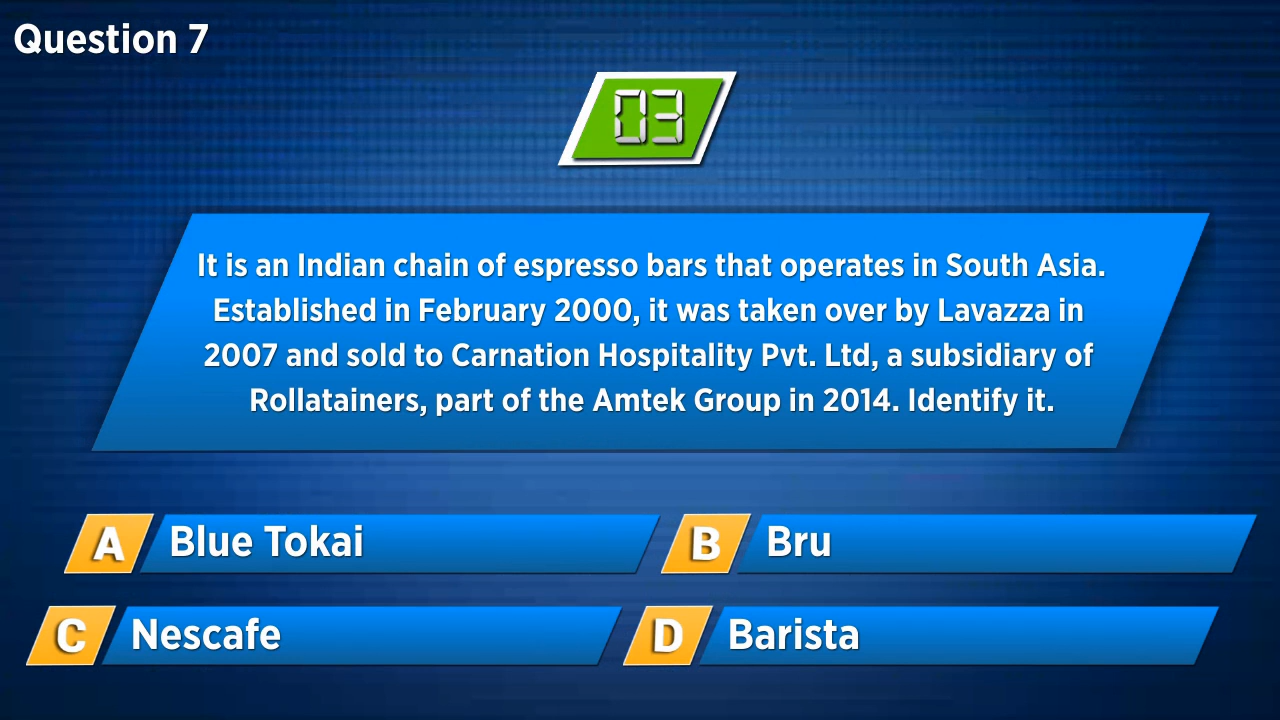 Question 7
03
It is an Indian chain of espresso bars that operates in South Asia.
Established in February 2000, it was taken over by Lavazza in
2007 and sold to Carnation Hospitality Pvt. Ltd, a subsidiary of
Rollatainers, part of the Amtek Group in 2014. Identify it.
A Blue Tokai
B Bru
C Nescafe
D Barista